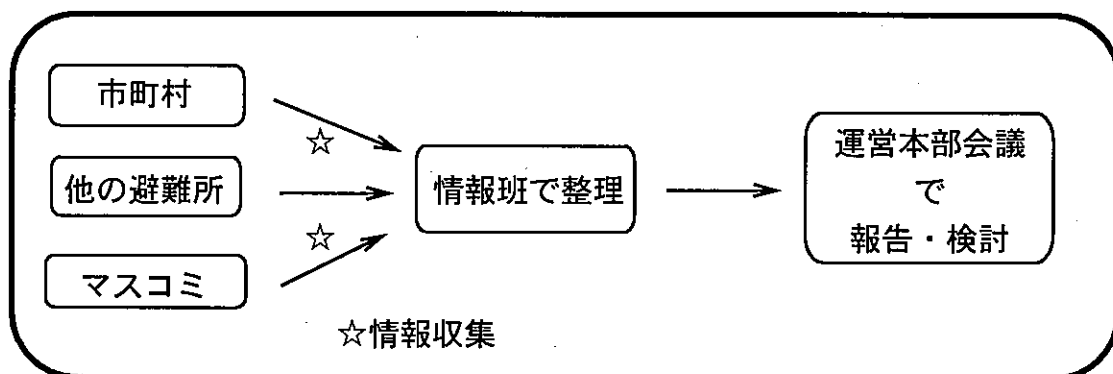 市町村
☆
他の避難所
情報班で整理
運営本部会議
で
報告・検討
☆
マスコミ
☆情報収集